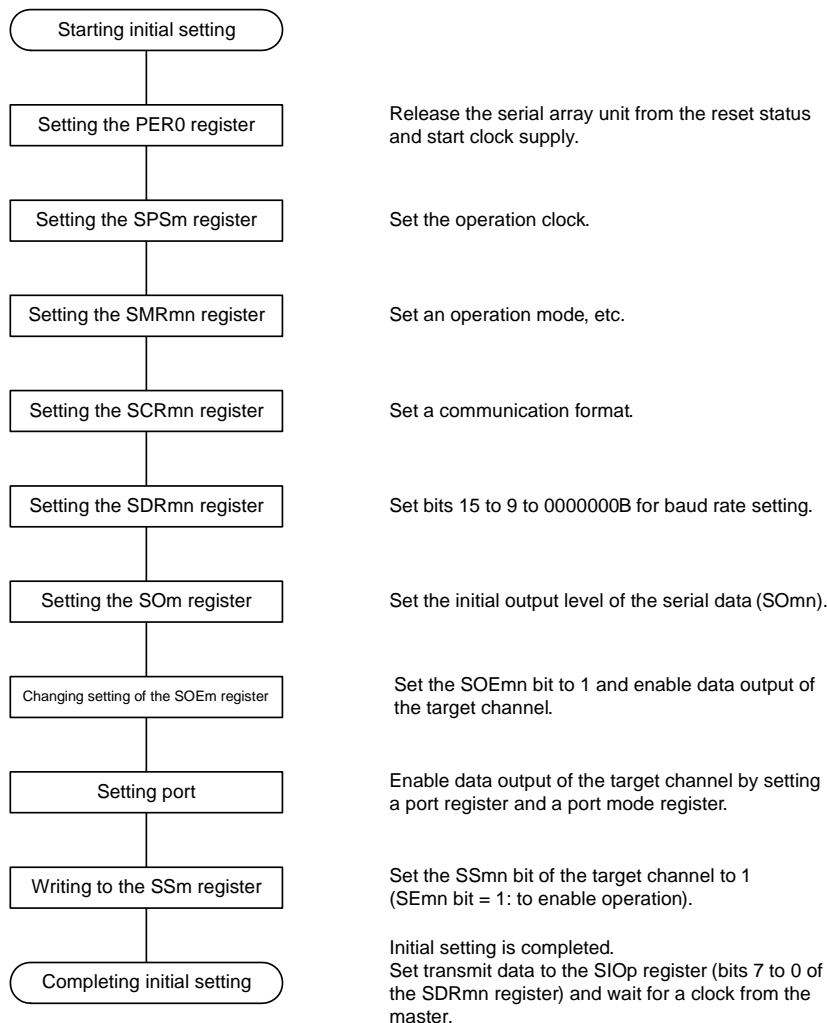 Starting initial setting
Setting the PER0 register
Release the serial array unit from the reset status
and start clock supply.
Setting the SPSm register
Set the operation clock.
Setting the SMRmn register
Set an operation mode, etc.
Setting the SCRmn register
Set a communication format.
Setting the SDRmn register
Set bits 15 to 9 to 0000000B for baud rate setting.
Setting the SOm register
Set the initial output level of the serial data (SOmn).
Changing setting of the SOEm register
Set the SOEmn bit to 1 and enable data output of
the target channel.
Setting port
Enable data output of the target channel by setting
a port register and a port mode register.
Writing to the SSm register
Set the SSmn bit of the target channel to 1
(SEmn bit = 1: to enable operation).
Completing initial setting
Initial setting is completed.
Set transmit data to the SIOp register (bits 7 to 0 of
the SDRmn register) and wait for a clock from the
master.